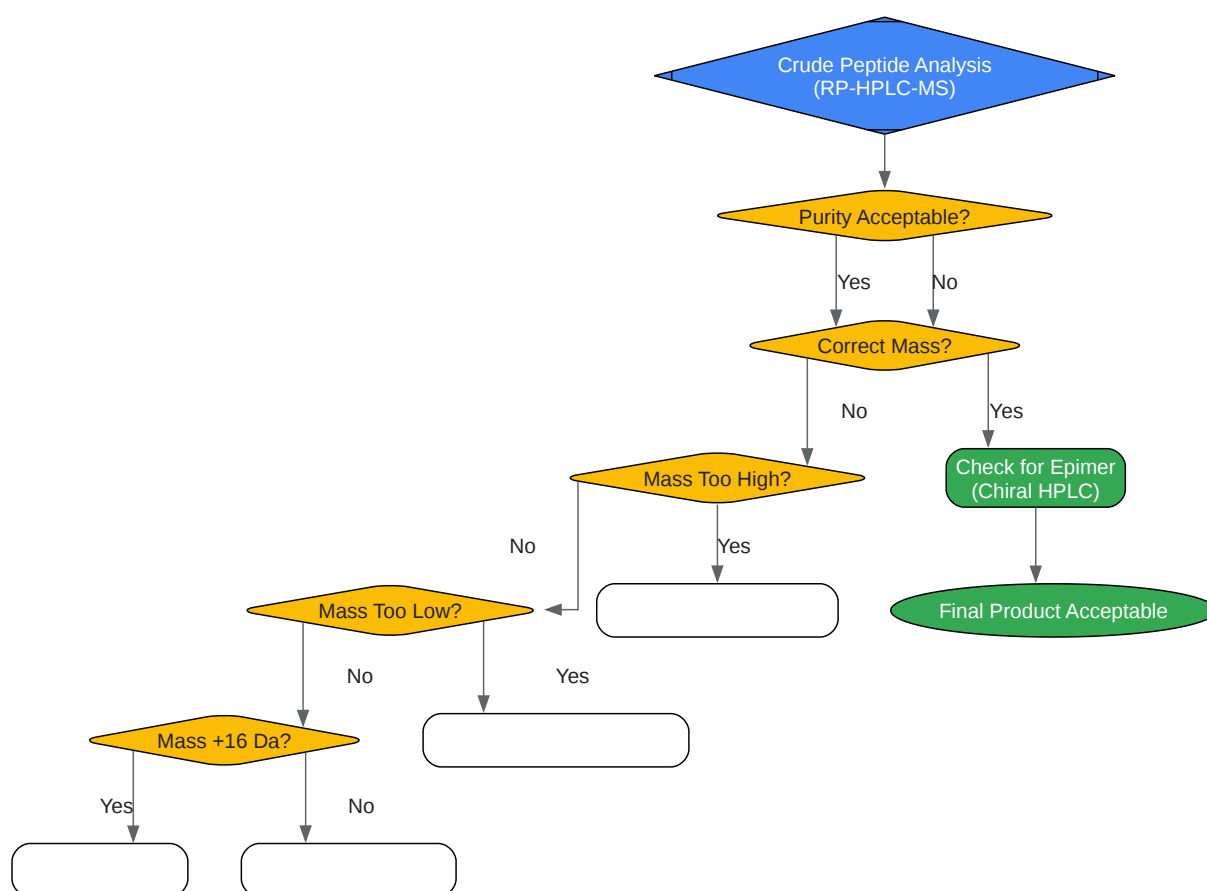 Crude Peptide Analysis
(RP-HPLC-MS)
Purity Acceptable?
Yes
No
Correct Mass?
No
Yes
Mass Too High?
Check for Epimer
(Chiral HPLC)
No
Yes
Mass Too Low?
Final Product Acceptable
No
Yes
Mass +16 Da?
Yes
No